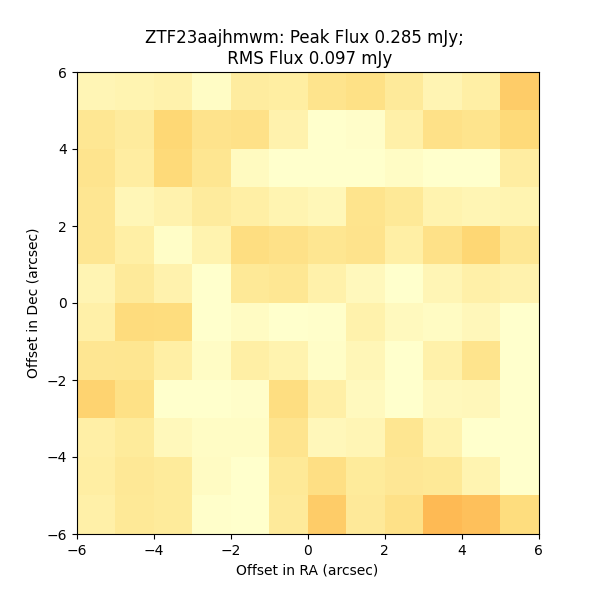 ZTF23aajhmwm: Peak Flux 0.285 mJy;
RMS Flux 0.097 mJy
6
4
2
0
−2
−4
−6
Offset in Dec (arcsec)
−6 −4 −2 0 2 4 6
Offset in RA (arcsec)